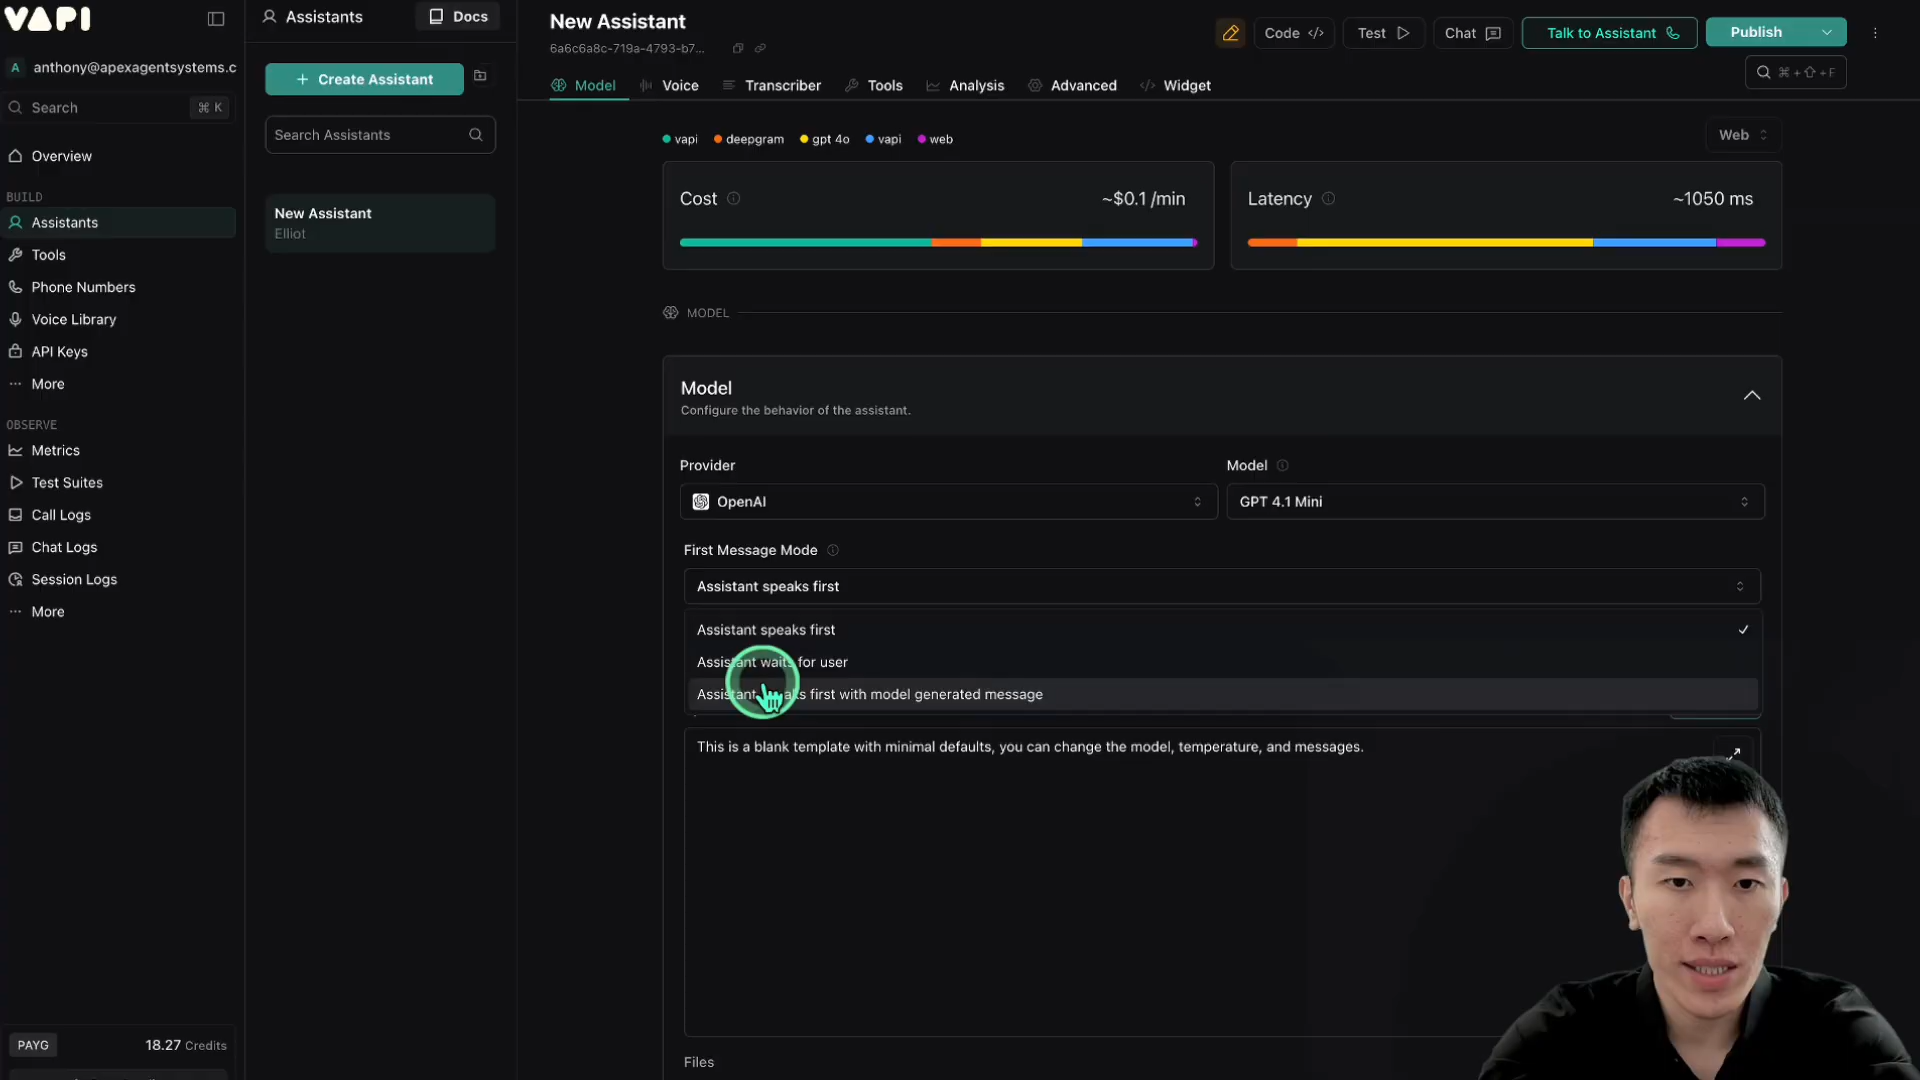 VAPI
A anthony@apexagentsystems.c
Search ⌘ K
Overview
BUILD
Assistants
Tools
Phone Numbers
Voice Library
API Keys
More
OBSERVE
Metrics
Test Suites
Call Logs
Chat Logs
Session Logs
More
PAYG 18.27 Credits
Assistants Docs
+ Create Assistant
Search Assistants
New Assistant
Elliot
New Assistant
6a6c6a8c-719a-4793-b7...
Code </> Test Chat Talk to Assistant Publish
⌘+⇧+F
Model Voice Transcriber Tools Analysis Advanced Widget
vapi deepgram gpt 4o vapi web
Web
Cost ~$0.1 /min
Latency ~1050 ms
MODEL
Model
Configure the behavior of the assistant.
Provider Model
OpenAI GPT 4.1 Mini
First Message Mode
Assistant speaks first
Assistant speaks first
Assistant waits for user
Assistant first with model generated message
This is a blank template with minimal defaults, you can change the model, temperature, and messages.
Files